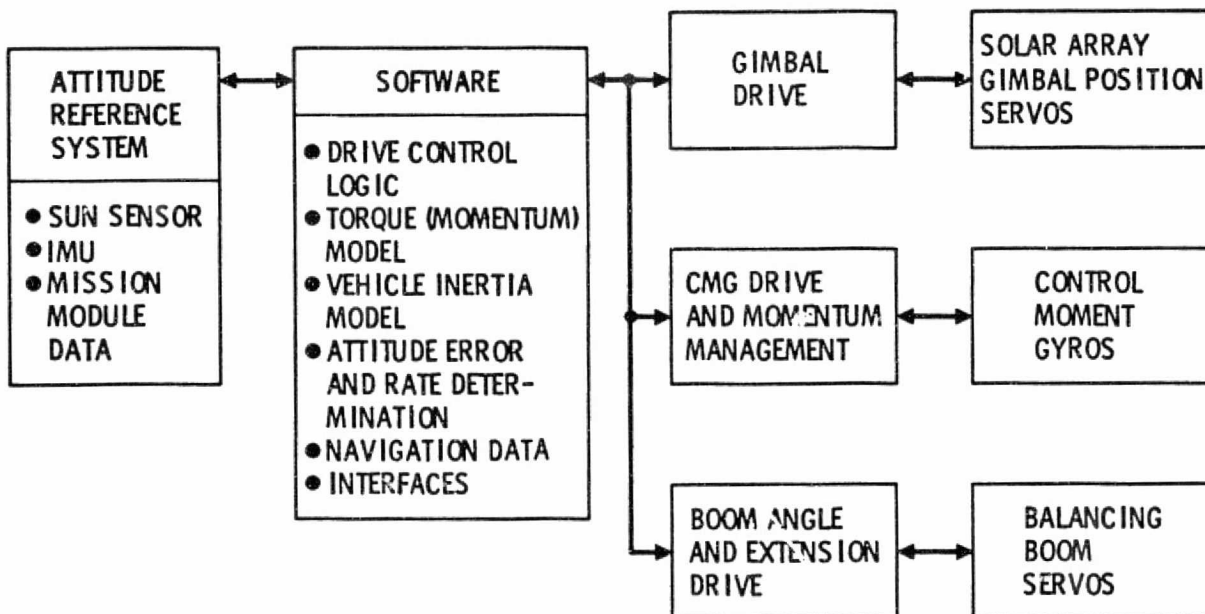 ATTITUDE
REFERENCE
SYSTEM
● SUN SENSOR
● IMU
● MISSION
MODULE
DATA
SOFTWARE
● DRIVE CONTROL
LOGIC
● TORQUE (MOMENTUM)
MODEL
● VEHICLE INERTIA
MODEL
● ATTITUDE ERROR
AND RATE DETER-
MINATION
● NAVIGATION DATA
● INTERFACES
GIMBAL
DRIVE
SOLAR ARRAY
GIMBAL POSITION
SERVOS
CMG DRIVE
AND MOMENTUM
MANAGEMENT
CONTROL
MOMENT
GYROS
BOOM ANGLE
AND EXTENSION
DRIVE
BALANCING
BOOM
SERVOS